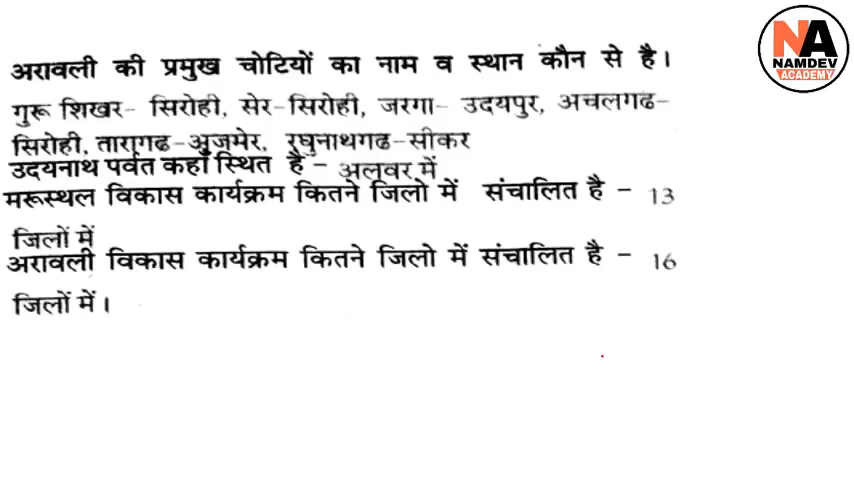 NA
NAMDEV
ACADEMY
अरावली की प्रमुख चोटियों का नाम व स्थान कौन से है।
गुरू शिखर- सिरोही, सेर-सिरोही, जरगा- उदयपुर, अचलगढ-
सिरोही, तारागढ-अजमेर, रघुनाथगढ-सीकर
उदयनाथ पर्वत कहाँ स्थित है - अलवर में
मरूस्थल विकास कार्यक्रम कितने जिलो में संचालित है - 13
जिलों में
अरावली विकास कार्यक्रम कितने जिलो में संचालित है - 16
जिलों में।